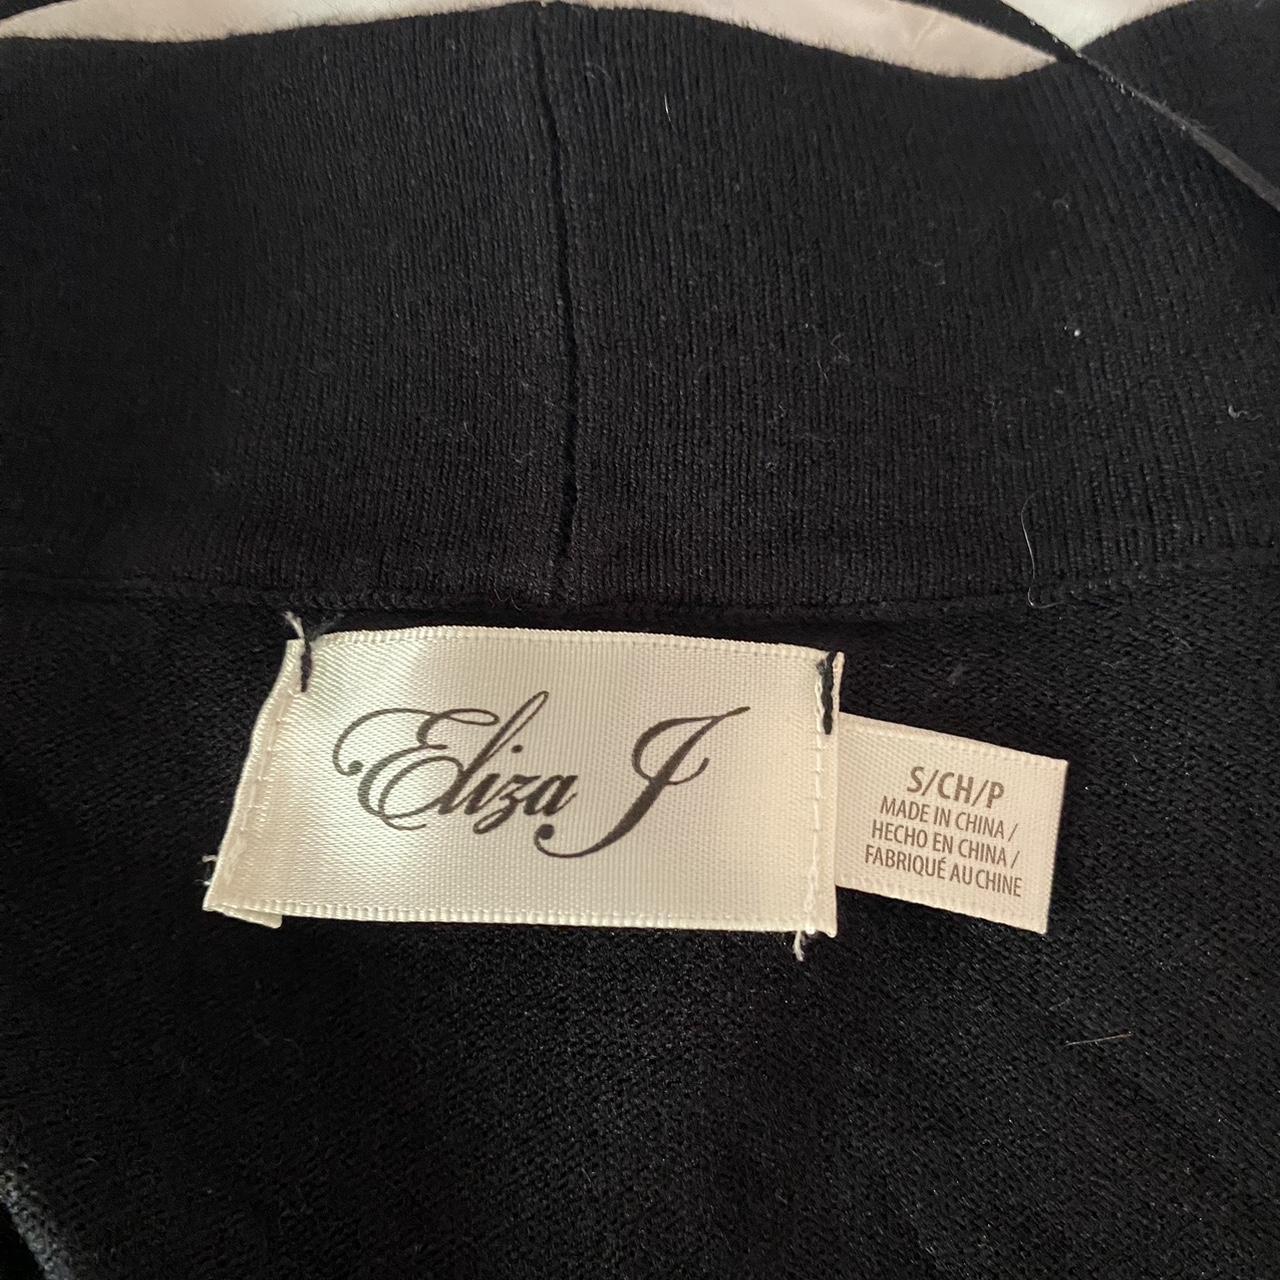 Eliza J
S/CH/P
MADE IN CHINA /
HECHO EN CHINA /
FABRIQUÉ AU CHINE